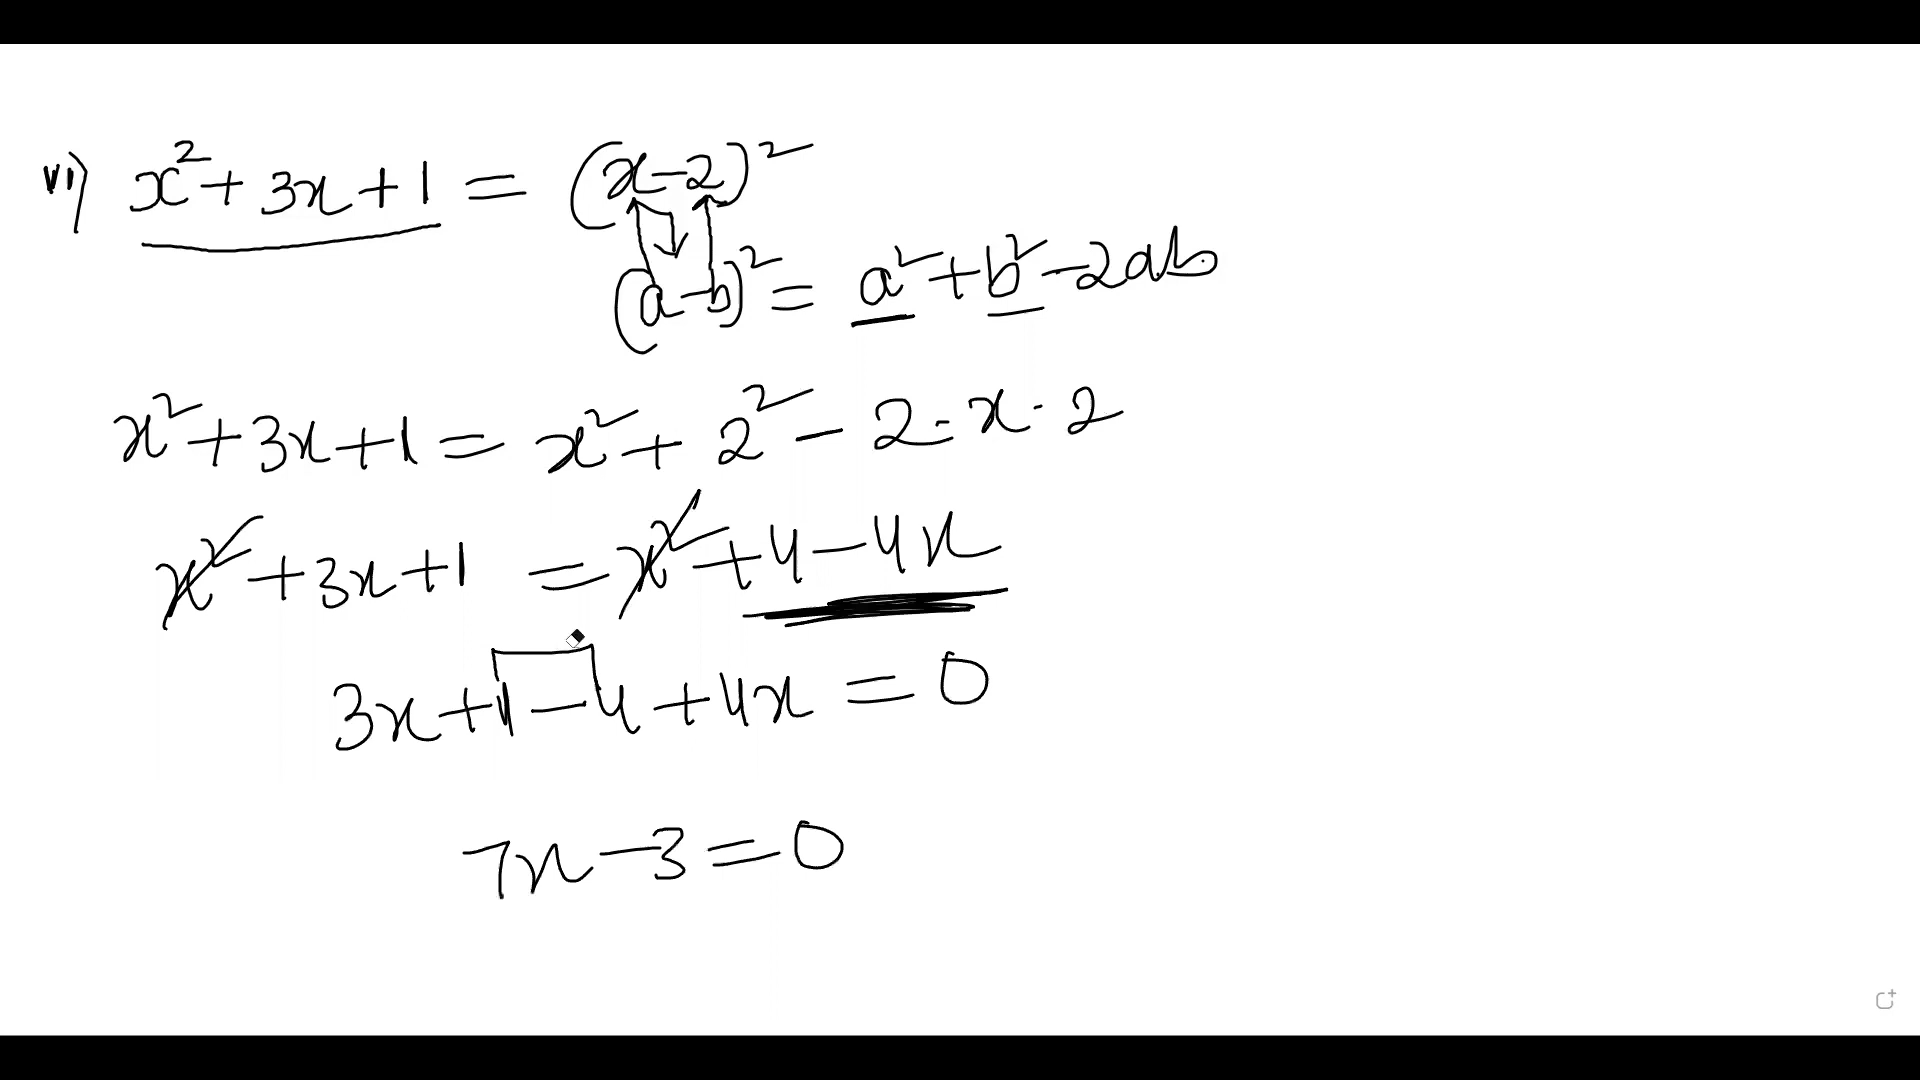 vi) x² + 3x + 1 = (x - 2)²
(a - b)² = a² + b² - 2ab
x² + 3x + 1 = x² + 2² - 2 · x · 2
x² + 3x + 1 = x² + 4 - 4x
3x + 1 - 4 + 4x = 0
7x - 3 = 0